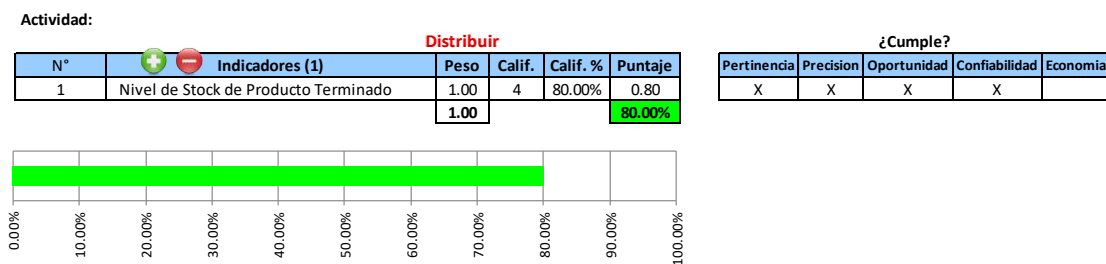 Actividad:
Distribuir
¿Cumple?
N° Indicadores (1) Peso Calif. Calif. % Puntaje Pertinencia Precision Oportunidad Confiabilidad Economia
1 Nivel de Stock de Producto Terminado 1.00 4 80.00% 0.80 X X X X
1.00 80.00%
0.00% 10.00% 20.00% 30.00% 40.00% 50.00% 60.00% 70.00% 80.00% 90.00% 100.00%